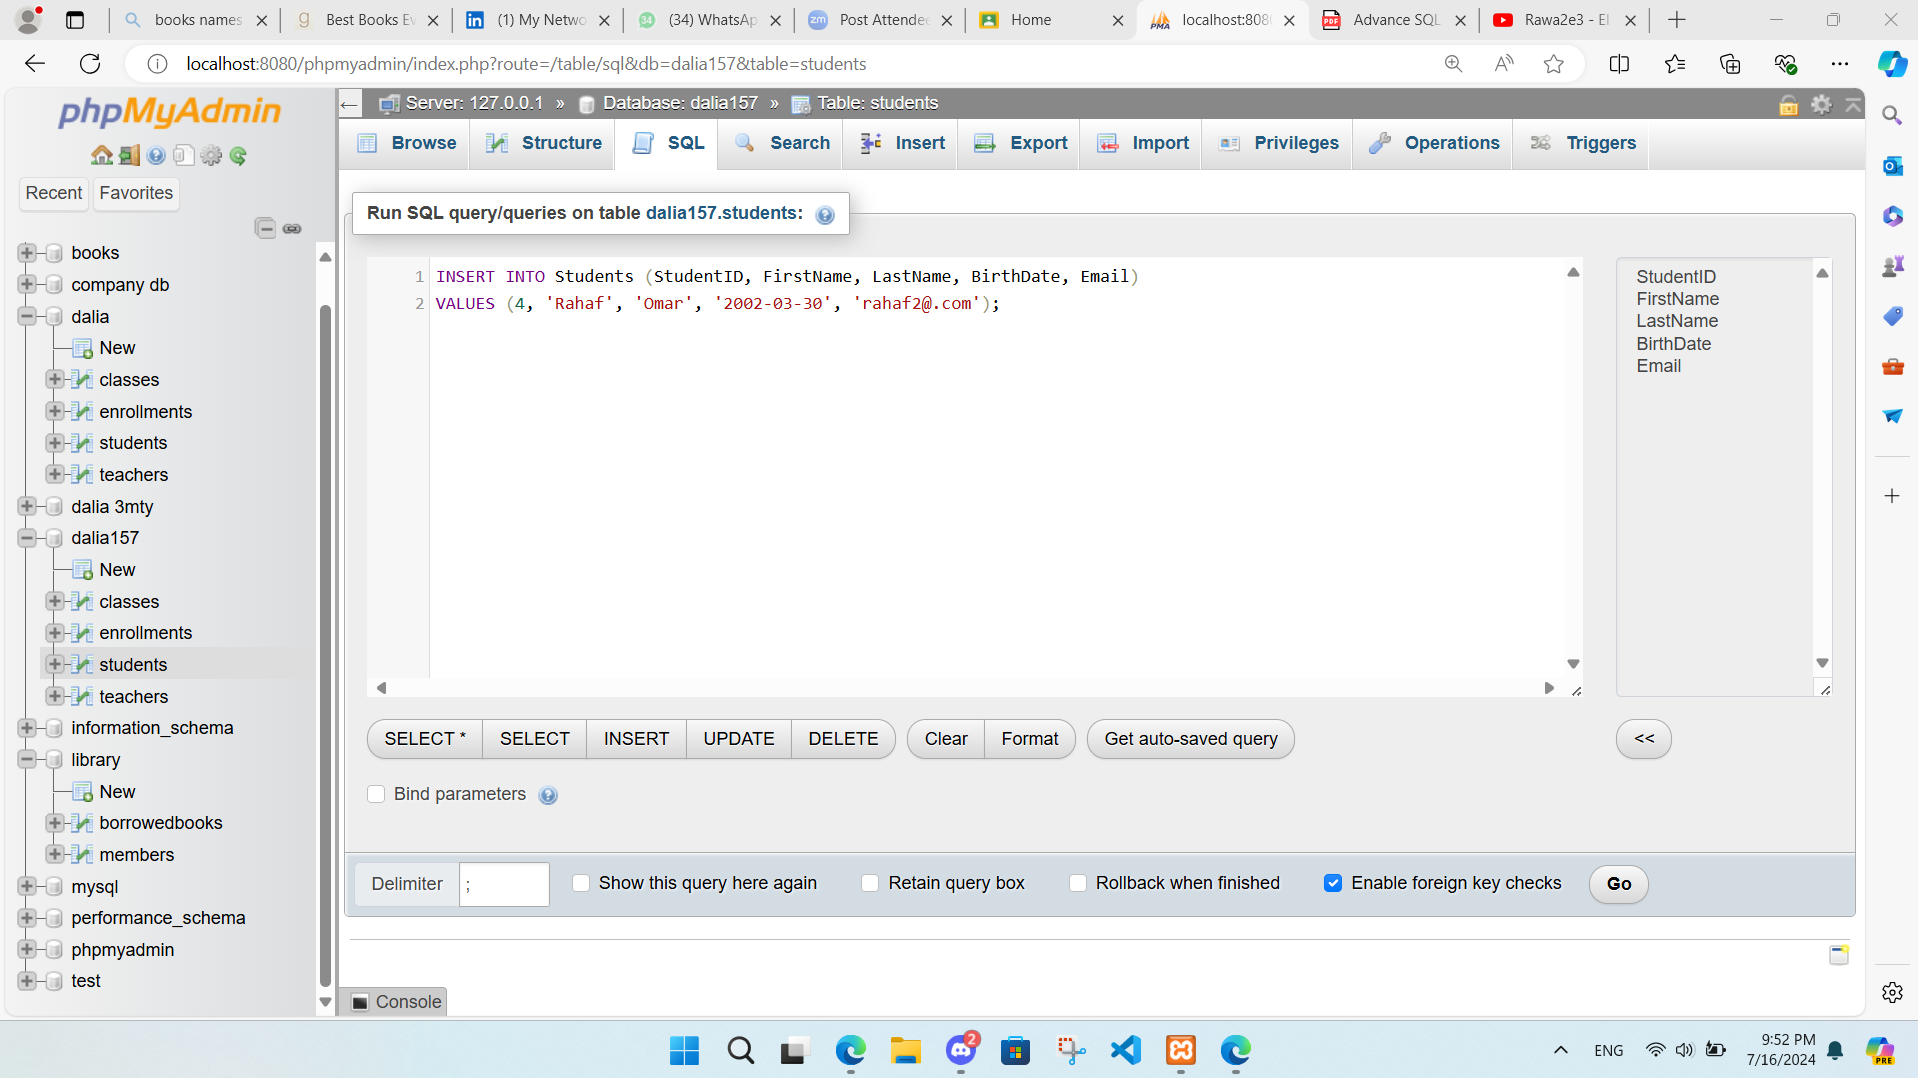 books names
Best Books Ev
(1) My Netwo
(34) WhatsAp
Post Attende
Home
localhost:808
Advance SQL
Rawa2e3 - El
localhost:8080/phpmyadmin/index.php?route=/table/sql&db=dalia157&table=students
phpMyAdmin
Recent
Favorites
books
company db
dalia
New
classes
enrollments
students
teachers
dalia 3mty
dalia157
New
classes
enrollments
students
teachers
information_schema
library
New
borrowedbooks
members
mysql
performance_schema
phpmyadmin
test
Server: 127.0.0.1 » Database: dalia157 » Table: students
Browse
Structure
SQL
Search
Insert
Export
Import
Privileges
Operations
Triggers
Run SQL query/queries on table dalia157.students:
1 INSERT INTO Students (StudentID, FirstName, LastName, BirthDate, Email)
2 VALUES (4, 'Rahaf', 'Omar', '2002-03-30', 'rahaf2@.com');
StudentID
FirstName
LastName
BirthDate
Email
SELECT *
SELECT
INSERT
UPDATE
DELETE
Clear
Format
Get auto-saved query
<<
Bind parameters
Delimiter
;
Show this query here again
Retain query box
Rollback when finished
Enable foreign key checks
Go
Console
2
ENG
9:52 PM
7/16/2024
PRE